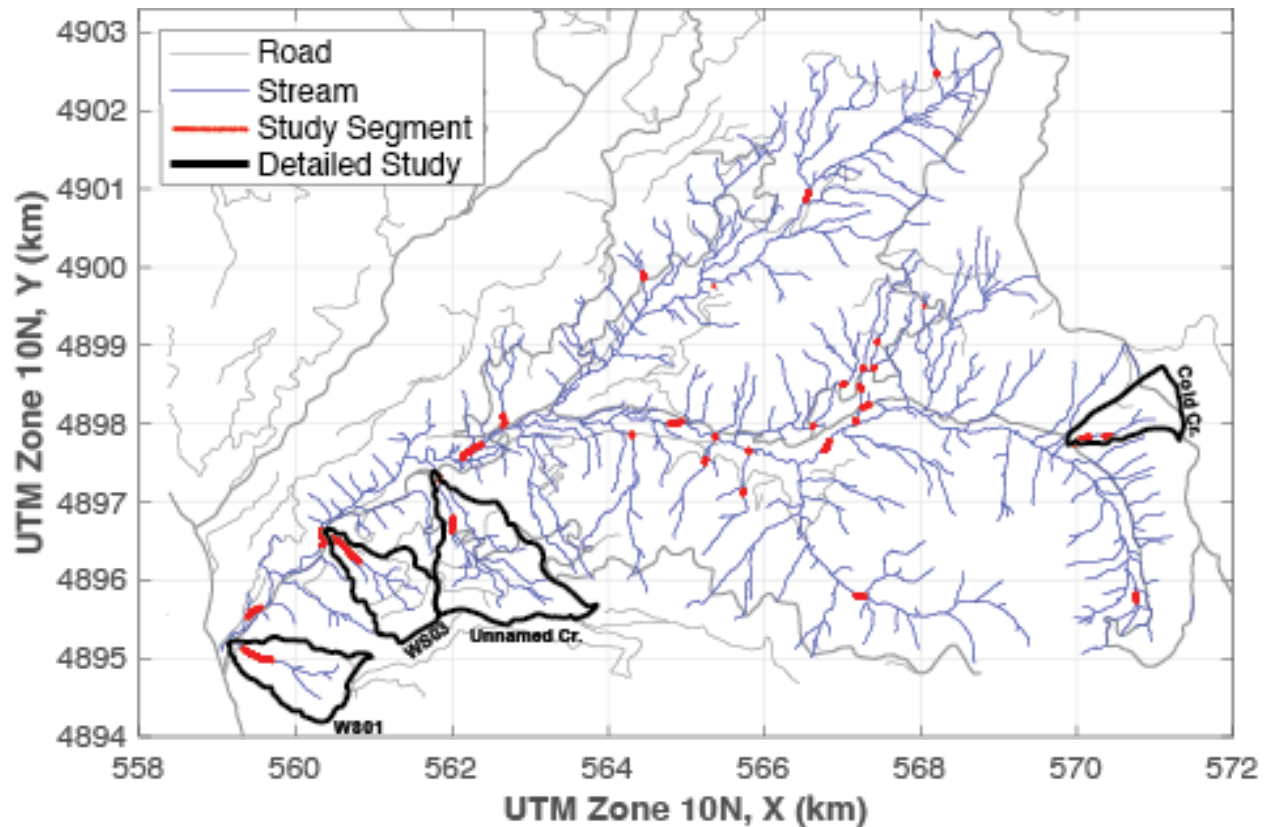 4903
4902
4901
4900
4899
4898
4897
4896
4895
4894
UTM Zone 10N, Y (km)
Road
Stream
Study Segment
Detailed Study
Cold Cr.
WS03
Unnamed Cr.
WS01
558
560
562
564
566
568
570
572
UTM Zone 10N, X (km)